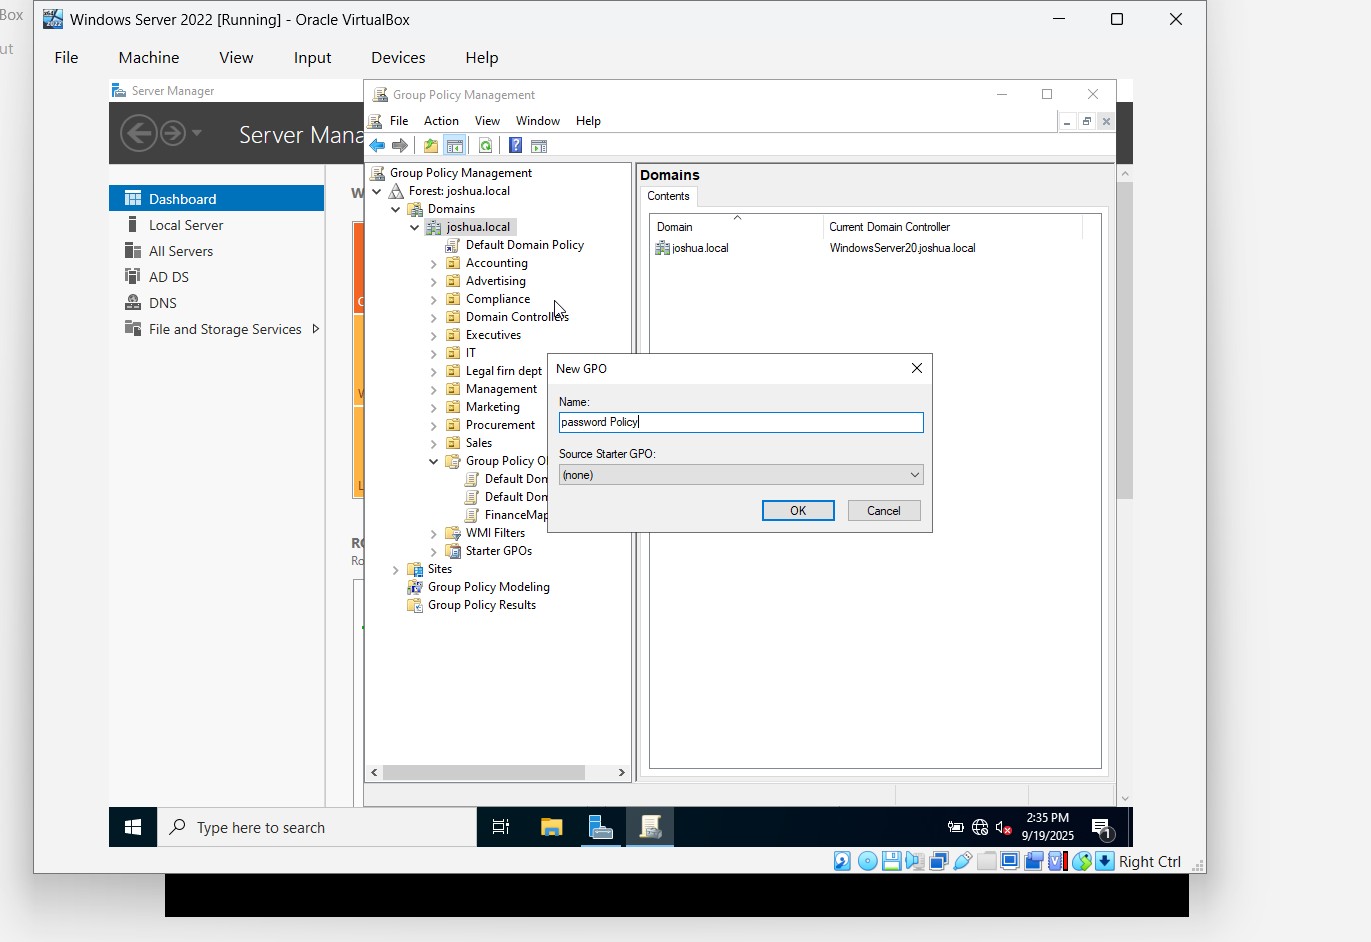 Box
ut
Windows Server 2022 [Running] - Oracle VirtualBox
File Machine View Input Devices Help
Server Manager
Server Mana
Dashboard
Local Server
All Servers
AD DS
DNS
File and Storage Services
W
Group Policy Management
File Action View Window Help
Group Policy Management
Forest: joshua.local
Domains
joshua.local
Default Domain Policy
Accounting
Advertising
Compliance
Domain Controllers
Executives
IT
Legal firn dept
Management
Marketing
Procurement
Sales
Group Policy O
Default Don
Default Don
FinanceMap
WMI Filters
Starter GPOs
Sites
Group Policy Modeling
Group Policy Results
Domains
Contents
Domain Current Domain Controller
joshua.local WindowsServer20.joshua.local
New GPO
Name:
password Policy
Source Starter GPO:
(none)
OK Cancel
Type here to search
2:35 PM
9/19/2025
1
Right Ctrl